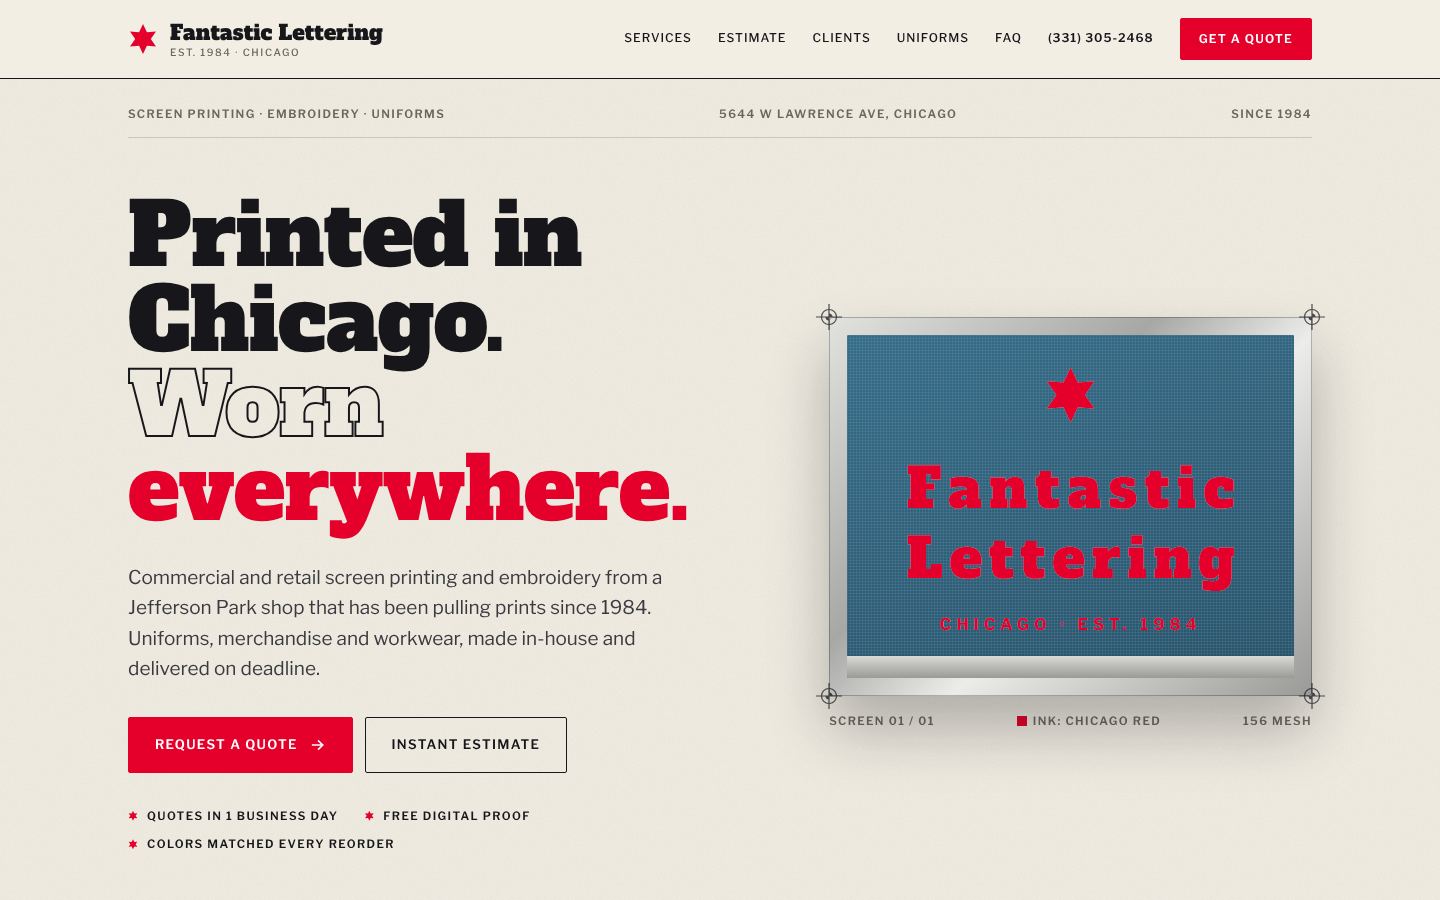 Fantastic Lettering
EST. 1984 · CHICAGO
SERVICES ESTIMATE CLIENTS UNIFORMS FAQ (331) 305-2468 GET A QUOTE
SCREEN PRINTING · EMBROIDERY · UNIFORMS 5644 W LAWRENCE AVE, CHICAGO SINCE 1984
Printed in
Chicago.
Worn
everywhere.
Commercial and retail screen printing and embroidery from a
Jefferson Park shop that has been pulling prints since 1984.
Uniforms, merchandise and workwear, made in-house and
delivered on deadline.
REQUEST A QUOTE → INSTANT ESTIMATE
QUOTES IN 1 BUSINESS DAY FREE DIGITAL PROOF
COLORS MATCHED EVERY REORDER
Fantastic
Lettering
CHICAGO · EST. 1984
SCREEN 01 / 01 INK: CHICAGO RED 156 MESH